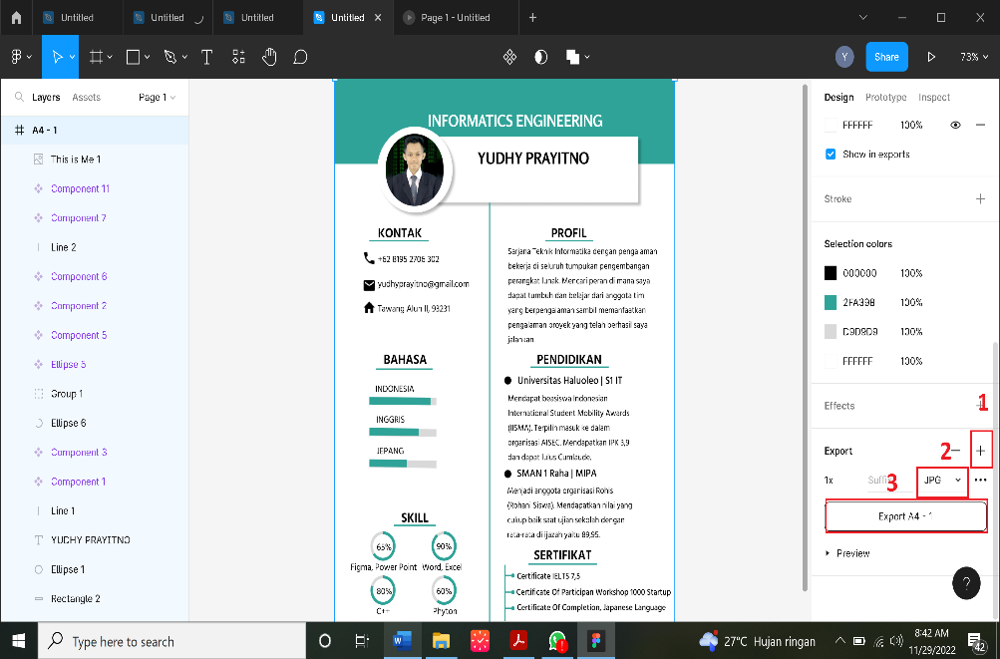 Untitled
Untitled
Untitled
Untitled
Page 1 - Untitled
Y
Share
73%
Layers
Assets
Page 1
A4 - 1
This is Me 1
Component 11
Component 7
Line 2
Component 6
Component 2
Component 5
Ellipse 5
Group 1
Ellipse 6
Component 3
Component 1
Line 1
YUDHY PRAYITNO
Ellipse 1
Rectangle 2
INFORMATICS ENGINEERING
YUDHY PRAYITNO
KONTAK
+62 8195 2706 302
yudhyprayitno@gmail.com
Tawang Alun II, 93231
BAHASA
INDONESIA
INGGRIS
JEPANG
SKILL
65%
90%
Figma, Power Point
Word, Excel
80%
60%
C++
Phyton
PROFIL
Sarjana Teknik Informatika dengan penga aman
bekerja di seluruh tumpukan pengembangan
perangkat lunak. Mencari peran di mana saya
dapat tumbuh dan belajar dari anggota tim
yang berpengalaman sambil memanfaatkan
pengalaman proyek yang telah berhasil saya
jalankan.
PENDIDIKAN
Universitas Haluoleo | S1 IT
Mendapat beasiswa Indonesian
International Student Mobility Awards
(IISMA). Terpilih masuk ke dalam
organisasi AISEC. Mendapatkan IPK 3,9
dan dapat lulus Cumlaude.
SMAN 1 Raha | MIPA
Menjadi anggota organisasi Rohis
(Rohani Siswa). Mendapatkan nilai yang
cukup baik saat ujian sekolah dengan
rata-rata di ijazah yaitu 89,95.
SERTIFIKAT
Certificate IELTS 7,5
Certificate Of Participan Workshop 1000 Startup
Certificate Of Completion, Japanese Language
Design
Prototype
Inspect
FFFFFF 100%
Show in exports
Stroke
Selection colors
000000 100%
2FA398 100%
D9D9D9 100%
FFFFFF 100%
Effects
1
Export
2
1x
Suffix
3
JPG
Export A4 - 1
Preview
?
Type here to search
27°C Hujan ringan
8:42 AM
11/29/2022
42